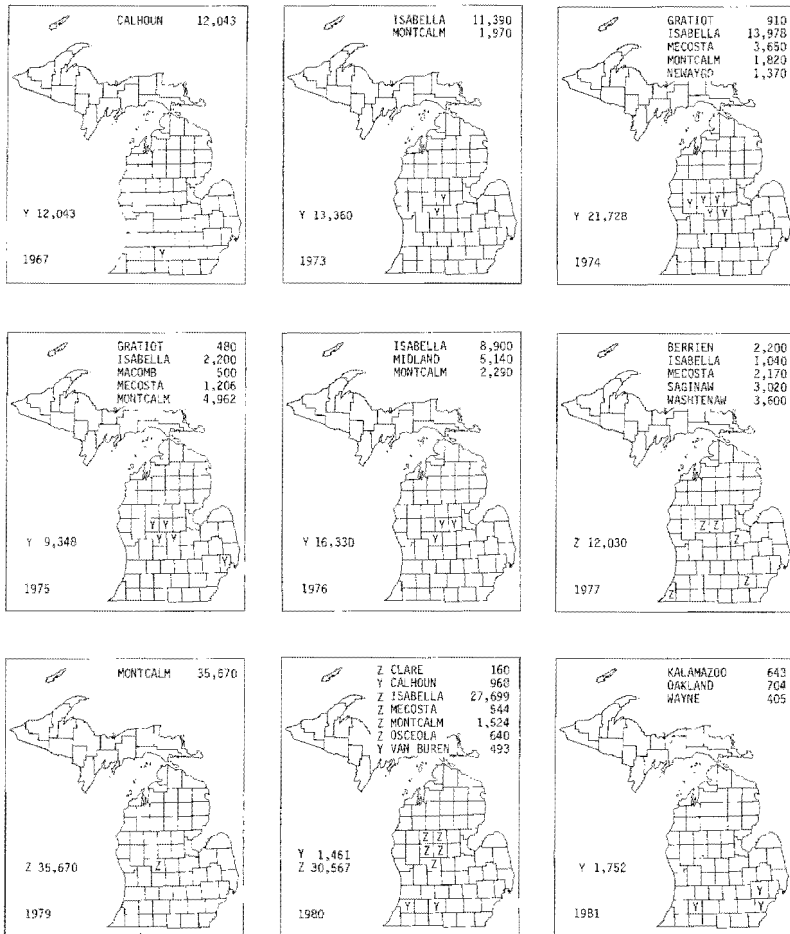 CALHOUN 12,043
Y 12,043
Y
1967
ISABELLA 11,390
MONTCALM 1,970
Y
Y
Y 13,360
1973
GRATIOT 910
ISABELLA 13,978
MECOSTA 3,650
MONTCALM 1,820
NEWAYGO 1,370
Y Y Y
Y Y
Y 21,728
1974
GRATIOT 480
ISABELLA 2,200
MACOMB 500
MECOSTA 1,206
MONTCALM 4,962
Y Y
Y Y
Y 9,348
Y
1975
ISABELLA 8,900
MIDLAND 5,140
MONTCALM 2,290
Y Y
Y
Y 16,330
1976
BERRIEN 2,200
ISABELLA 1,040
MECOSTA 2,170
SAGINAW 3,020
WASHTENAW 3,600
Z Z
Z
Z 12,030
Z
Z
1977
MONTCALM 35,670
Z
Z 35,670
1979
Z CLARE 160
Y CALHOUN 968
Z ISABELLA 27,699
Z MECOSTA 544
Z MONTCALM 1,524
Z OSCEOLA 640
Y VAN BUREN 493
Z Z
Z Z
Z
Y 1,461
Z 30,567
Y Y
1980
KALAMAZOO 643
OAKLAND 704
WAYNE 405
Y 1,752
Y
Y Y
1981